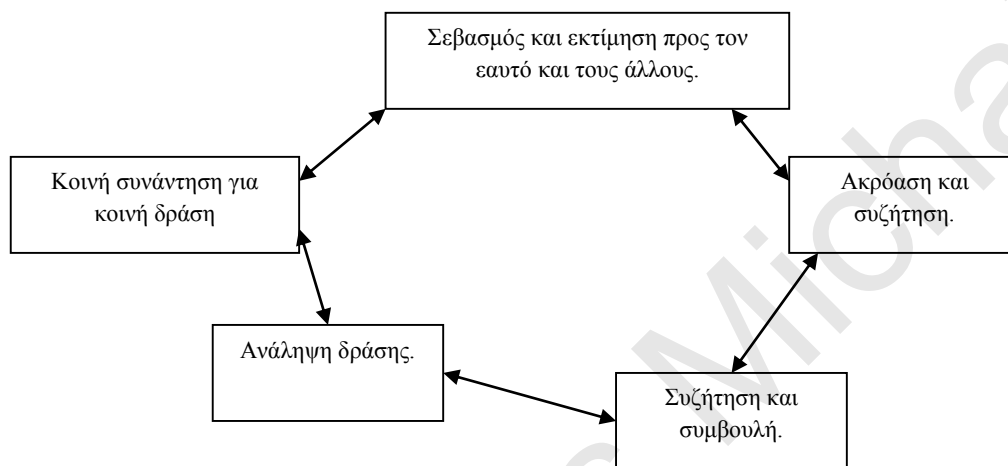 Σεβασμός και εκτίμηση προς τον
εαυτό και τους άλλους.
Κοινή συνάντηση για
κοινή δράση
Ακρόαση και
συζήτηση.
Ανάληψη δράσης.
Συζήτηση και
συμβουλή.